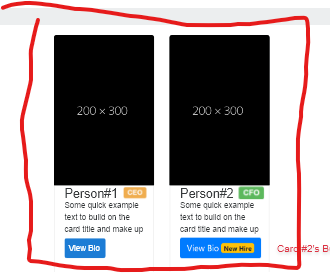 200 × 300
200 × 300
Person#1 CEO
Some quick example
text to build on the
card title and make up
View Bio
Person#2 CFO
Some quick example
text to build on the
card title and make up
View Bio New Hire
Card#2's B